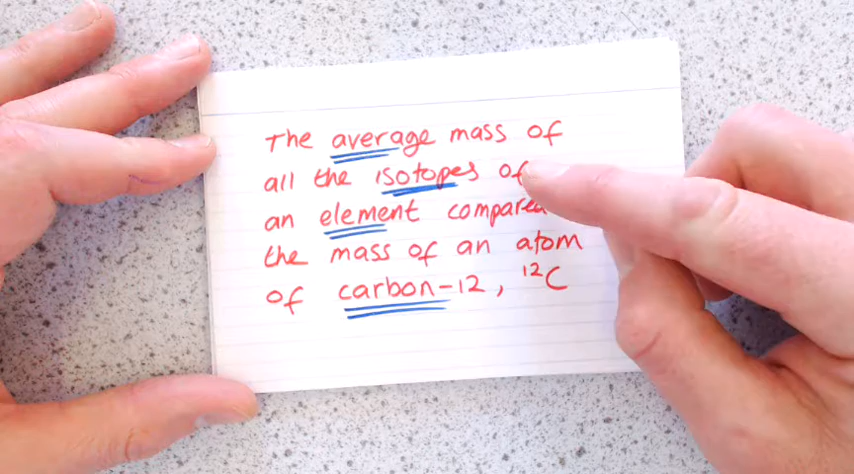 The average mass of
all the isotopes of
an element compared
the mass of an atom
of carbon-12, ¹²C